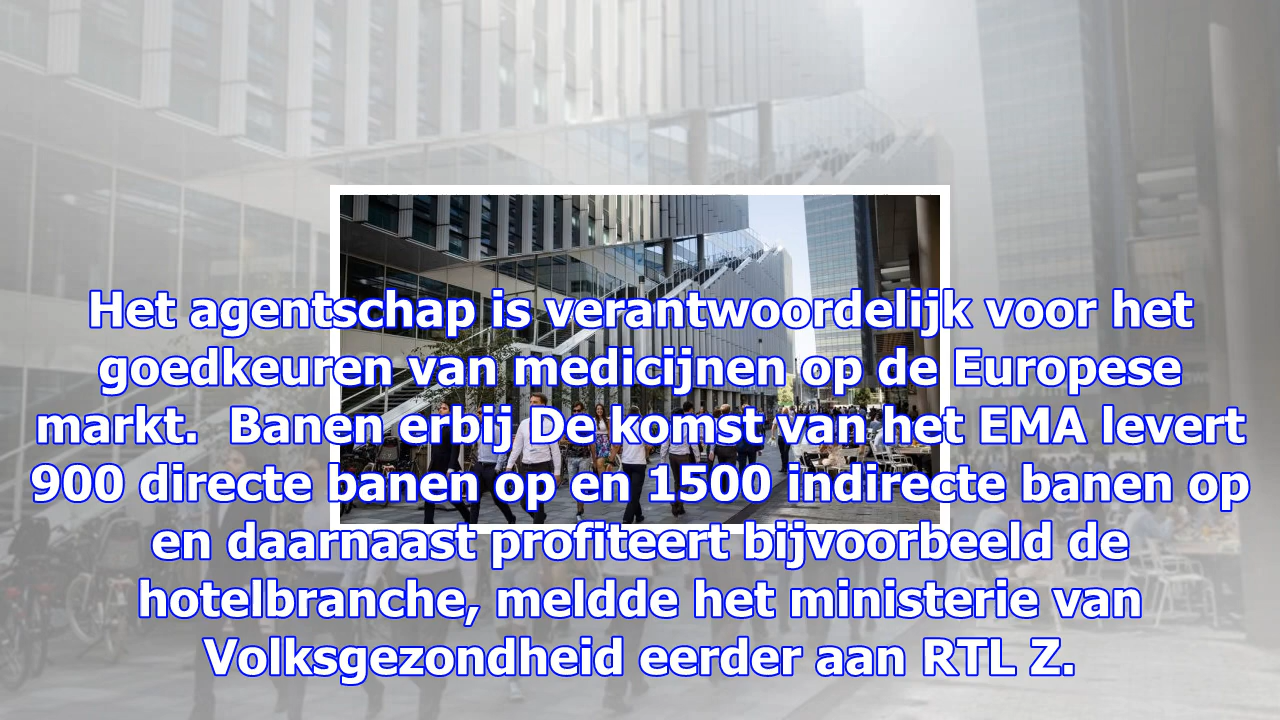 Het agentschap is verantwoordelijk voor het
goedkeuren van medicijnen op de Europese
markt.  Banen erbij De komst van het EMA levert
900 directe banen op en 1500 indirecte banen op
en daarnaast profiteert bijvoorbeeld de
hotelbranche, meldde het ministerie van
Volksgezondheid eerder aan RTL Z.